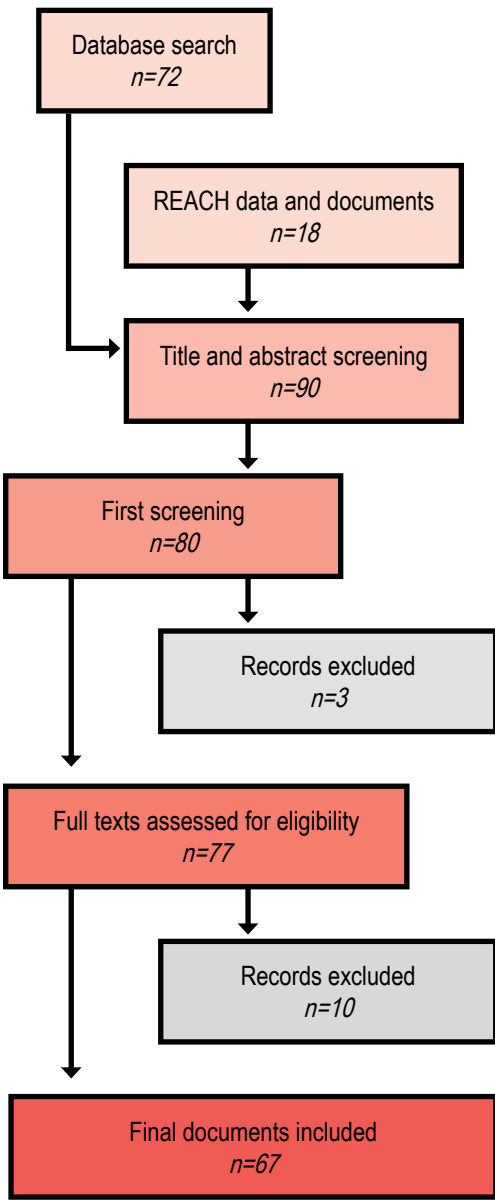 Database search
n=72
REACH data and documents
n=18
Title and abstract screening
n=90
First screening
n=80
Records excluded
n=3
Full texts assessed for eligibility
n=77
Records excluded
n=10
Final documents included
n=67